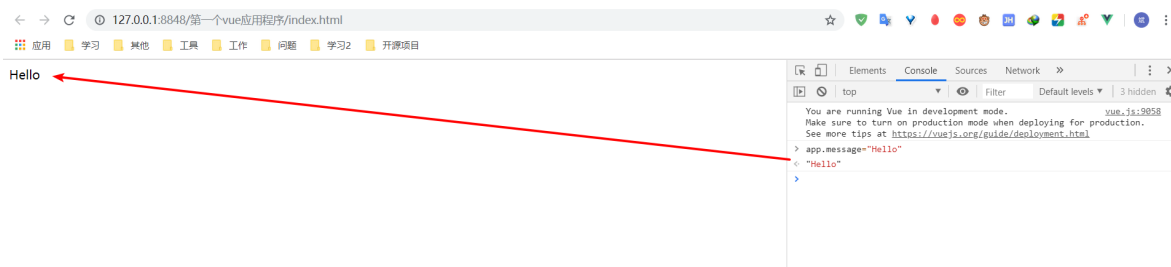 127.0.0.1:8848/第一个vue应用程序/index.html
应用 学习 其他 工具 工作 问题 学习2 开源项目
Hello
Elements Console Sources Network »
top Filter Default levels ▼ 3 hidden
You are running Vue in development mode. vue.js:9058
Make sure to turn on production mode when deploying for production.
See more tips at https://vuejs.org/guide/deployment.html
> app.message="Hello"
< "Hello"
>